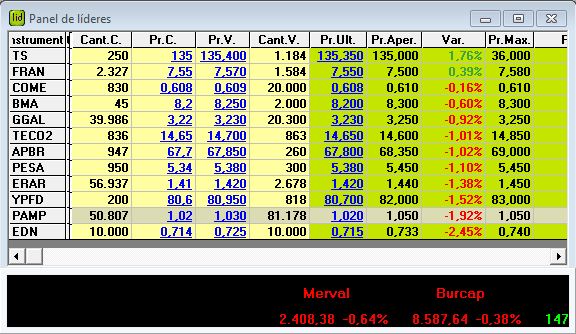 lid Panel de líderes
nstrument Cant.C. Pr.C. Pr.V. Cant.V. Pr.Ult. Pr.Aper. Var. Pr.Max. F
TS 250 135 135,400 1.184 135,350 135,000 1,76% 36,000
FRAN 2.327 7,55 7,570 1.584 7,550 7,500 0,39% 7,580
COME 830 0,608 0,609 20.000 0,608 0,610 -0,16% 0,610
BMA 45 8,2 8,250 2.000 8,200 8,300 -0,60% 8,300
GGAL 39.986 3,22 3,230 20.300 3,230 3,250 -0,92% 3,250
TECO2 836 14,65 14,700 863 14,650 14,600 -1,01% 14,850
APBR 947 67,7 67,850 260 67,800 68,350 -1,02% 69,000
PESA 950 5,34 5,380 300 5,380 5,450 -1,10% 5,450
ERAR 56.937 1,41 1,420 2.678 1,420 1,440 -1,38% 1,450
YPFD 200 80,6 80,950 818 80,700 82,000 -1,52% 83,000
PAMP 50.807 1,02 1,030 81.178 1,020 1,050 -1,92% 1,050
EDN 10.000 0,714 0,725 10.000 0,715 0,733 -2,45% 0,740
Merval Burcap
2.408,38 -0,64% 8.587,64 -0,38% 147